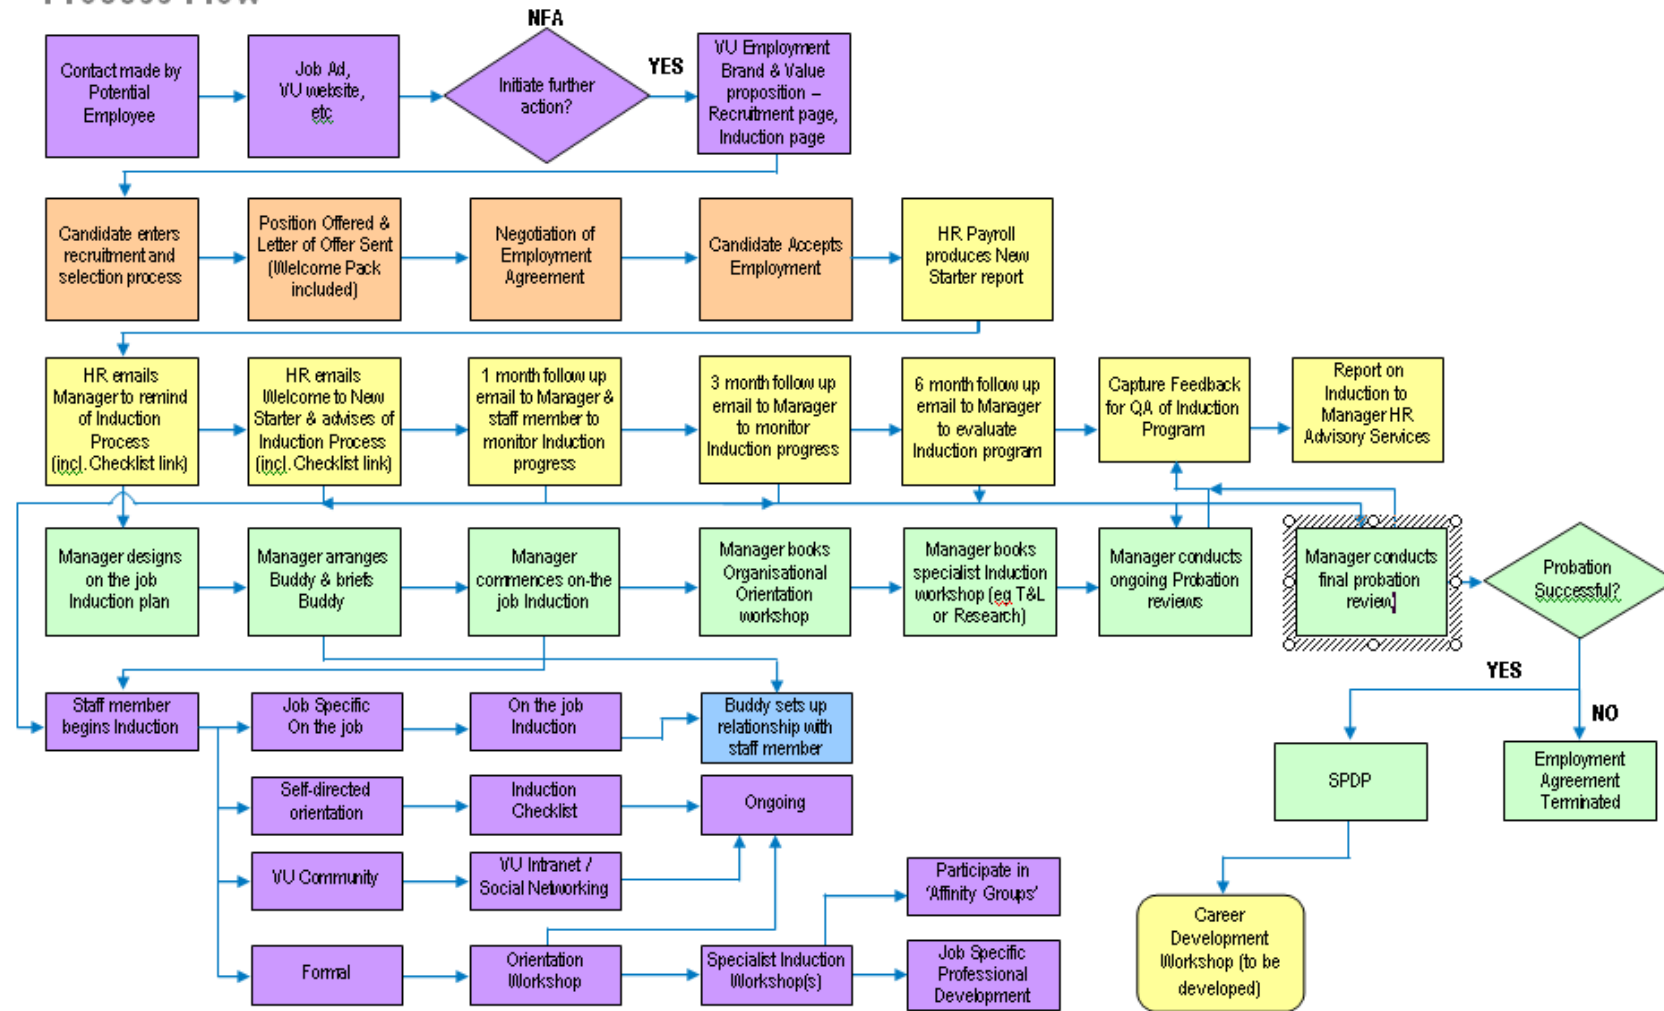 Process Flow
NFA
Contact made by
Potential
Employee
Job Ad,
VU website,
etc
Initiate further
action?
YES
VU Employment
Brand & Value
proposition –
Recruitment page,
Induction page
Candidate enters
recruitment and
selection process
Position Offered &
Letter of Offer Sent
(Welcome Pack
included)
Negotiation of
Employment
Agreement
Candidate Accepts
Employment
HR Payroll
produces New
Starter report
HR emails
Manager to remind
of Induction
Process
(incl. Checklist link)
HR emails
Welcome to New
Starter & advises of
Induction Process
(incl. Checklist link)
1 month follow up
email to Manager &
staff member to
monitor Induction
progress
3 month follow up
email to Manager
to monitor
Induction progress
6 month follow up
email to Manager
to evaluate
Induction program
Capture Feedback
for QA of Induction
Program
Report on
Induction to
Manager HR
Advisory Services
Manager designs
on the job
Induction plan
Manager arranges
Buddy & briefs
Buddy
Manager
commences on-the
job Induction
Manager books
Organisational
Orientation
workshop
Manager books
specialist Induction
workshop (eg T&L
or Research)
Manager conducts
ongoing Probation
reviews
Manager conducts
final probation
review
Probation
Successful?
YES
NO
Staff member
begins Induction
Job Specific
On the job
On the job
Induction
Buddy sets up
relationship with
staff member
Self-directed
orientation
Induction
Checklist
Ongoing
SPDP
Employment
Agreement
Terminated
VU Community
VU Intranet /
Social Networking
Participate in
'Affinity Groups'
Formal
Orientation
Workshop
Specialist Induction
Workshop(s)
Job Specific
Professional
Development
Career
Development
Workshop (to be
developed)